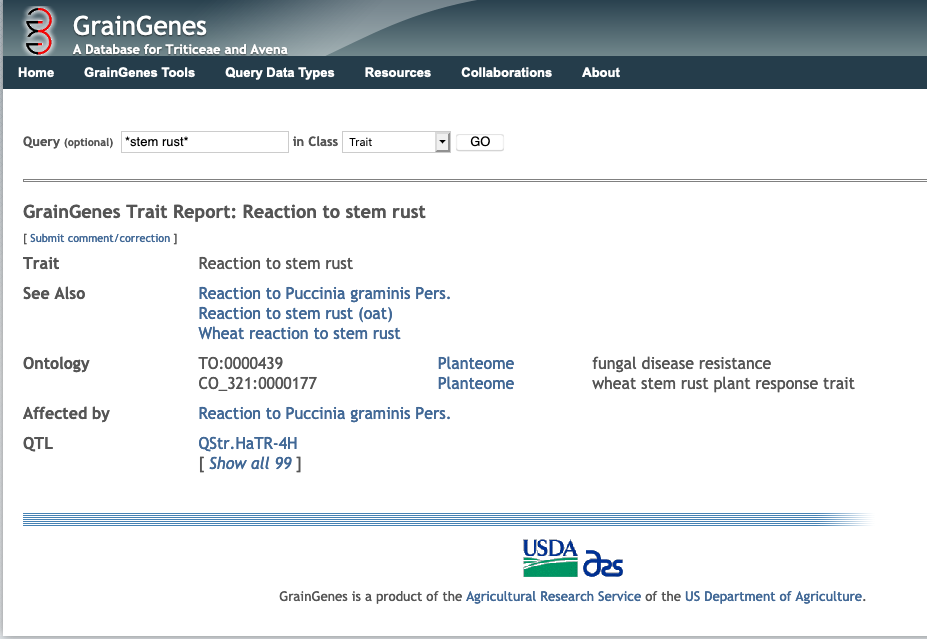 GrainGenes
A Database for Triticeae and Avena
Home GrainGenes Tools Query Data Types Resources Collaborations About
Query (optional) *stem rust* in Class Trait GO
GrainGenes Trait Report: Reaction to stem rust
[ Submit comment/correction ]
Trait Reaction to stem rust
See Also Reaction to Puccinia graminis Pers.
Reaction to stem rust (oat)
Wheat reaction to stem rust
Ontology TO:0000439 Planteome fungal disease resistance
CO_321:0000177 Planteome wheat stem rust plant response trait
Affected by Reaction to Puccinia graminis Pers.
QTL QStr.HaTR-4H
[ Show all 99 ]
USDA ars
GrainGenes is a product of the Agricultural Research Service of the US Department of Agriculture.